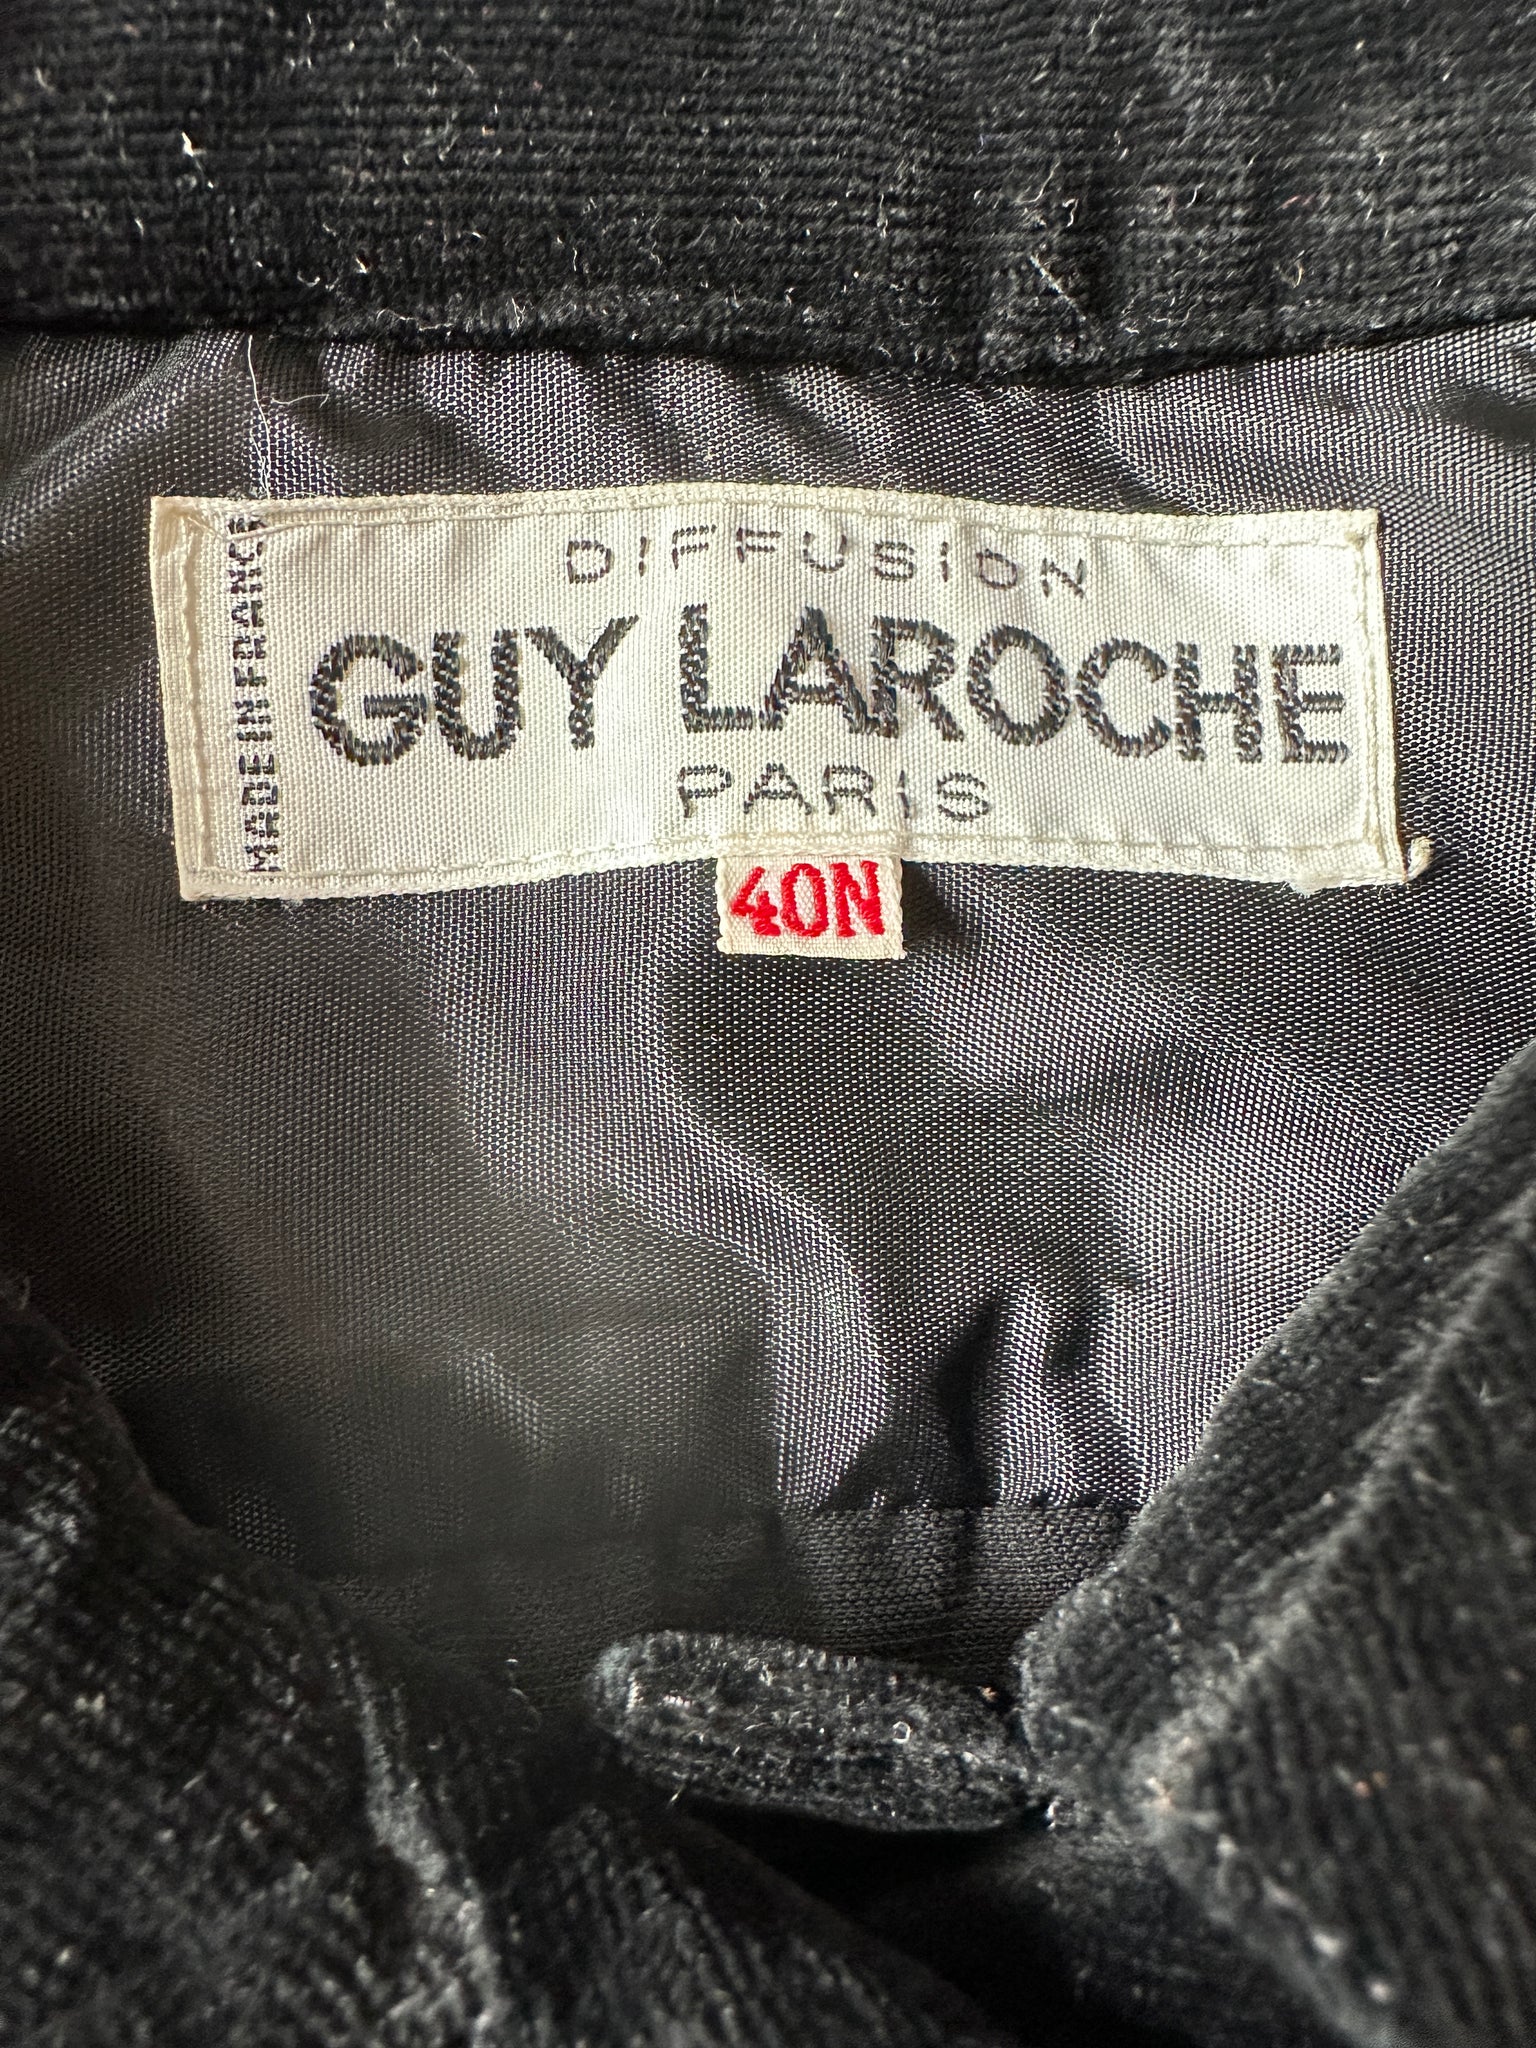 DIFFUSION
GUY LAROCHE
PARIS
MADE IN FRANCE
40N